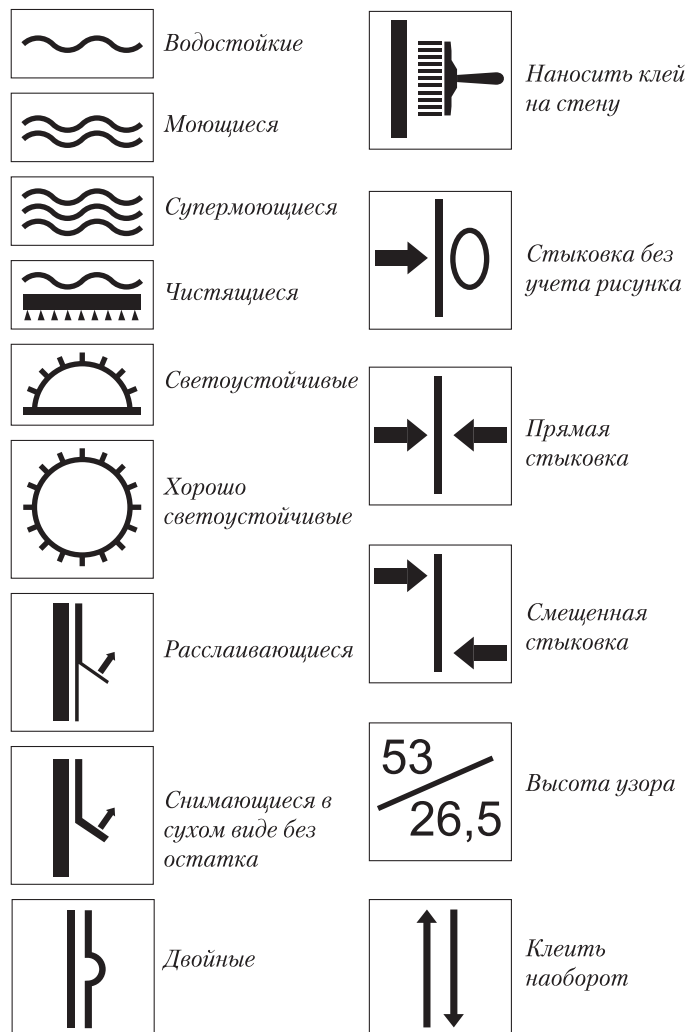 Водостойкие
Моющиеся
Супермоющиеся
Чистящиеся
Светоустойчивые
Хорошо
светоустойчивые
Расслаивающиеся
Снимающиеся в
сухом виде без
остатка
Двойные
Наносить клей
на стену
Стыковка без
учета рисунка
Прямая
стыковка
Смещенная
стыковка
53
26,5
Высота узора
Клеить
наоборот